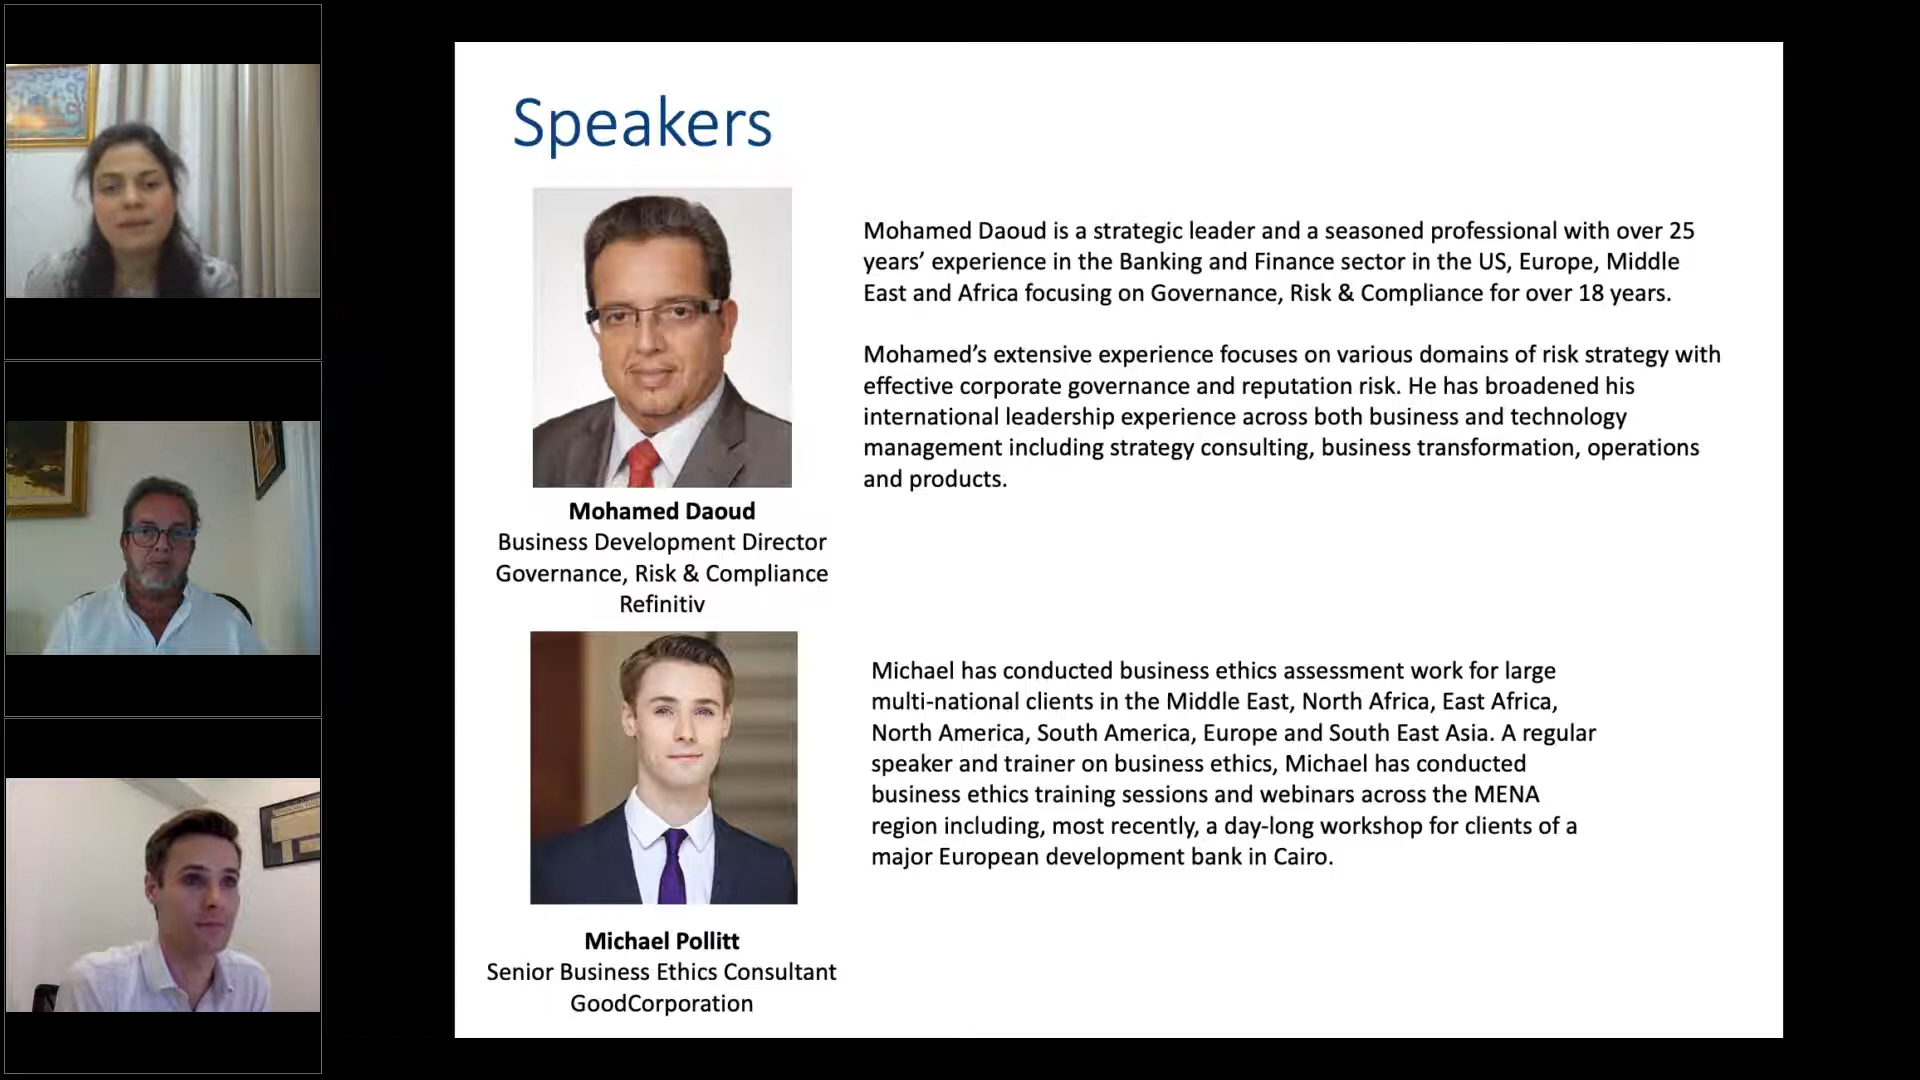 Speakers
Mohamed Daoud is a strategic leader and a seasoned professional with over 25
years’ experience in the Banking and Finance sector in the US, Europe, Middle
East and Africa focusing on Governance, Risk & Compliance for over 18 years.
Mohamed’s extensive experience focuses on various domains of risk strategy with
effective corporate governance and reputation risk. He has broadened his
international leadership experience across both business and technology
management including strategy consulting, business transformation, operations
and products.
Mohamed Daoud
Business Development Director
Governance, Risk & Compliance
Refinitiv
Michael has conducted business ethics assessment work for large
multi-national clients in the Middle East, North Africa, East Africa,
North America, South America, Europe and South East Asia. A regular
speaker and trainer on business ethics, Michael has conducted
business ethics training sessions and webinars across the MENA
region including, most recently, a day-long workshop for clients of a
major European development bank in Cairo.
Michael Pollitt
Senior Business Ethics Consultant
GoodCorporation